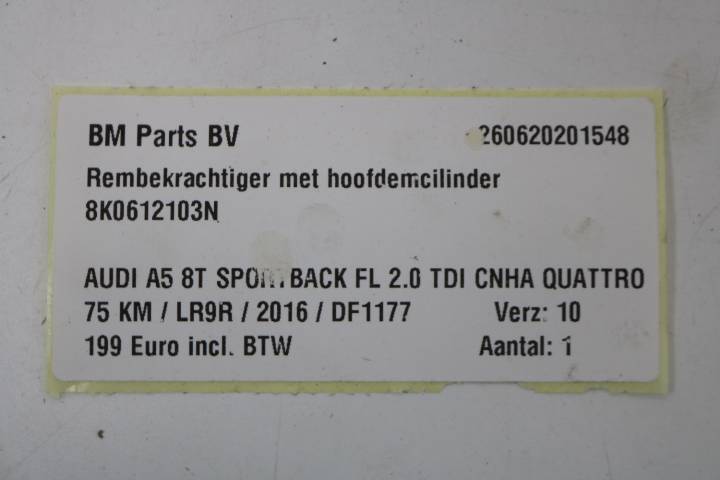 BM Parts BV 260620201548
Rembekrachtiger met hoofdemcilinder
8K0612103N
AUDI A5 8T SPORTBACK FL 2.0 TDI CNHA QUATTRO
75 KM / LR9R / 2016 / DF1177 Verz: 10
199 Euro incl. BTW Aantal: 1